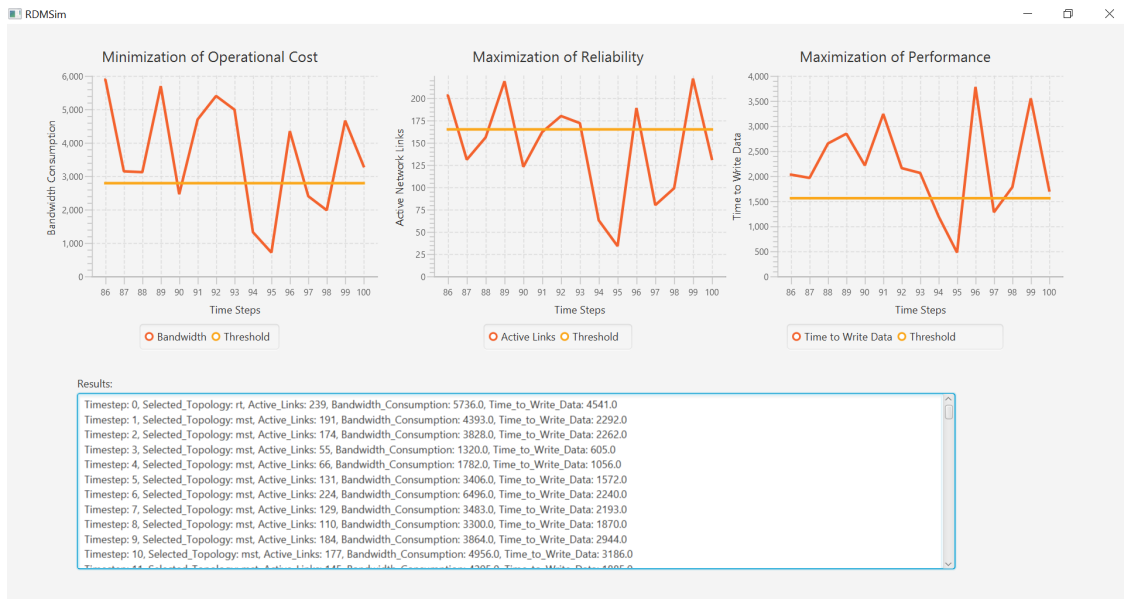 RDMSim
Minimization of Operational Cost
6,000
5,000
4,000
3,000
2,000
1,000
0
Bandwidth Consumption
86 87 88 89 90 91 92 93 94 95 96 97 98 99 100
Time Steps
Bandwidth Threshold
Maximization of Reliability
200
175
150
125
100
75
50
25
0
Active Network Links
86 87 88 89 90 91 92 93 94 95 96 97 98 99 100
Time Steps
Active Links Threshold
Maximization of Performance
4,000
3,500
3,000
2,500
2,000
1,500
1,000
500
0
Time to Write Data
86 87 88 89 90 91 92 93 94 95 96 97 98 99 100
Time Steps
Time to Write Data Threshold
Results:
Timestep: 0, Selected_Topology: rt, Active_Links: 239, Bandwidth_Consumption: 5736.0, Time_to_Write_Data: 4541.0
Timestep: 1, Selected_Topology: mst, Active_Links: 191, Bandwidth_Consumption: 4393.0, Time_to_Write_Data: 2292.0
Timestep: 2, Selected_Topology: mst, Active_Links: 174, Bandwidth_Consumption: 3828.0, Time_to_Write_Data: 2262.0
Timestep: 3, Selected_Topology: mst, Active_Links: 55, Bandwidth_Consumption: 1320.0, Time_to_Write_Data: 605.0
Timestep: 4, Selected_Topology: mst, Active_Links: 66, Bandwidth_Consumption: 1782.0, Time_to_Write_Data: 1056.0
Timestep: 5, Selected_Topology: mst, Active_Links: 131, Bandwidth_Consumption: 3406.0, Time_to_Write_Data: 1572.0
Timestep: 6, Selected_Topology: mst, Active_Links: 224, Bandwidth_Consumption: 6496.0, Time_to_Write_Data: 2240.0
Timestep: 7, Selected_Topology: mst, Active_Links: 129, Bandwidth_Consumption: 3483.0, Time_to_Write_Data: 2193.0
Timestep: 8, Selected_Topology: mst, Active_Links: 110, Bandwidth_Consumption: 3300.0, Time_to_Write_Data: 1870.0
Timestep: 9, Selected_Topology: mst, Active_Links: 184, Bandwidth_Consumption: 3864.0, Time_to_Write_Data: 2944.0
Timestep: 10, Selected_Topology: mst, Active_Links: 177, Bandwidth_Consumption: 4956.0, Time_to_Write_Data: 3186.0